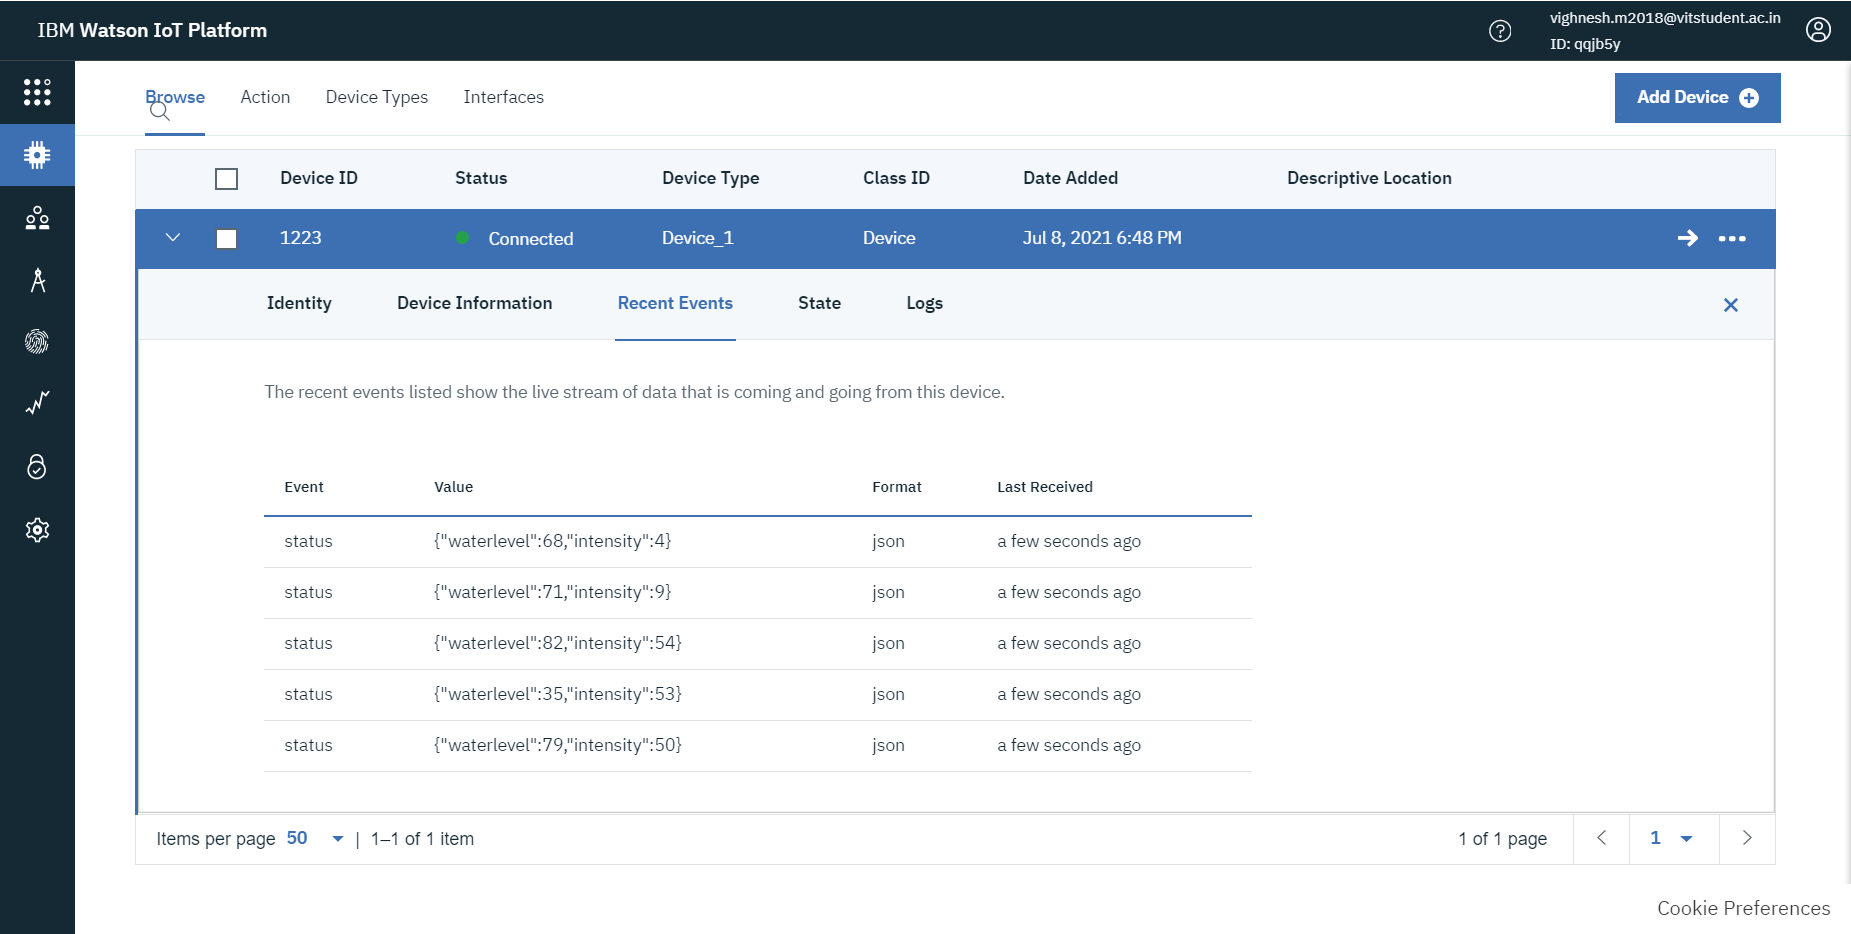 IBM Watson IoT Platform
vighnesh.m2018@vitstudent.ac.in
ID: qqjb5y
Browse Action Device Types Interfaces
Add Device
Device ID Status Device Type Class ID Date Added Descriptive Location
1223 Connected Device_1 Device Jul 8, 2021 6:48 PM
Identity Device Information Recent Events State Logs
The recent events listed show the live stream of data that is coming and going from this device.
Event Value Format Last Received
status {"waterlevel":68,"intensity":4} json a few seconds ago
status {"waterlevel":71,"intensity":9} json a few seconds ago
status {"waterlevel":82,"intensity":54} json a few seconds ago
status {"waterlevel":35,"intensity":53} json a few seconds ago
status {"waterlevel":79,"intensity":50} json a few seconds ago
Items per page 50 | 1–1 of 1 item 1 of 1 page 1
Cookie Preferences